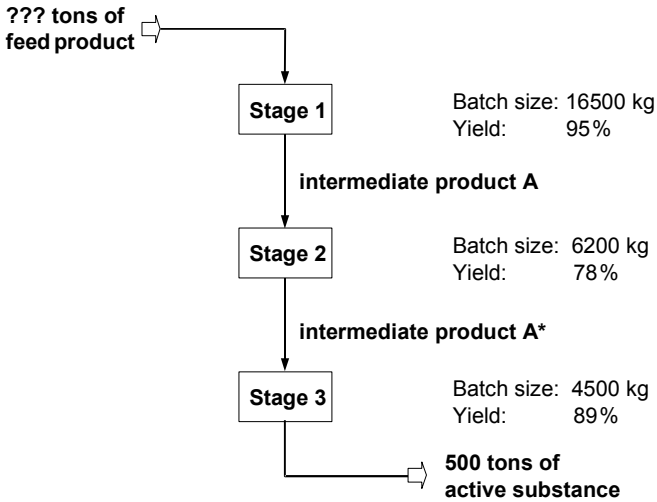 ??? tons of
feed product
Stage 1
Batch size: 16500 kg
Yield: 95%
intermediate product A
Stage 2
Batch size: 6200 kg
Yield: 78%
intermediate product A*
Stage 3
Batch size: 4500 kg
Yield: 89%
500 tons of
active substance